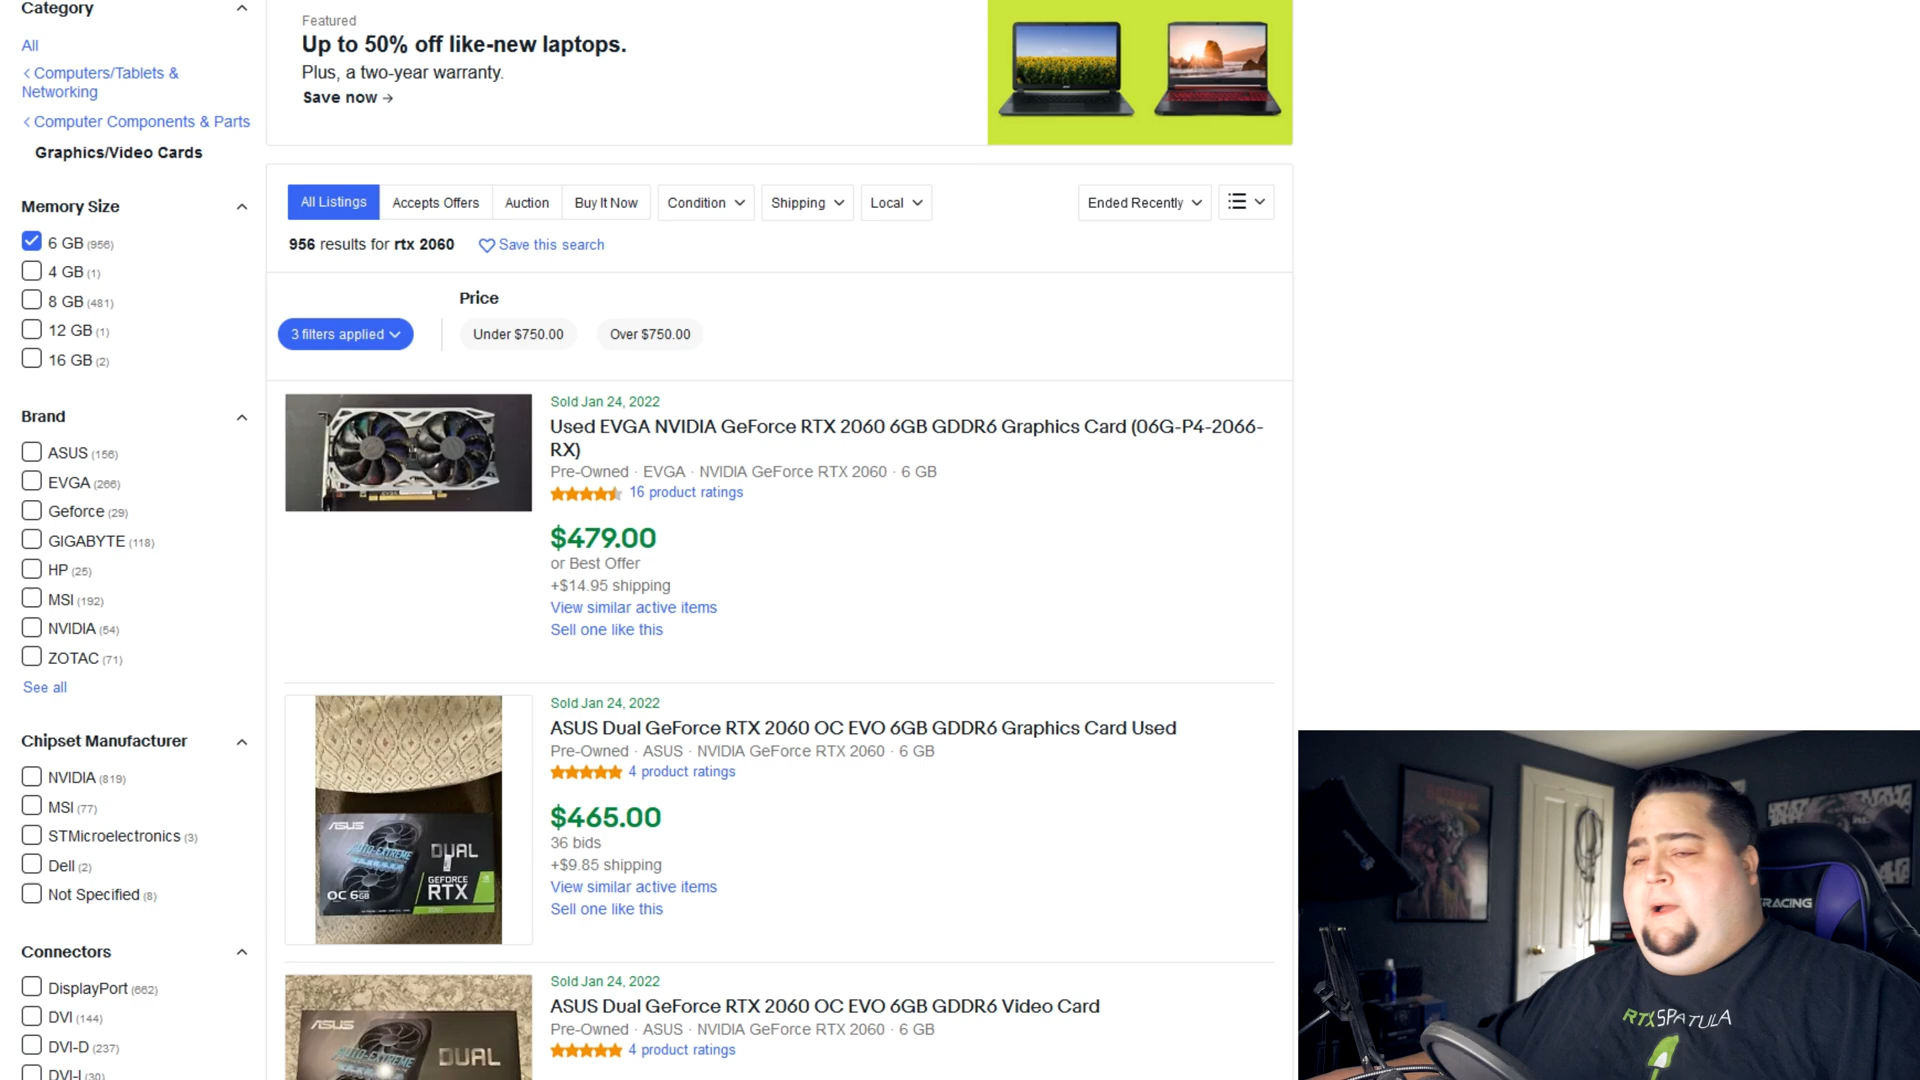 Category
All
Computers/Tablets &
Networking
Computer Components & Parts
Graphics/Video Cards
Memory Size
6 GB (956)
4 GB (1)
8 GB (481)
12 GB (1)
16 GB (2)
Brand
ASUS (156)
EVGA (266)
Geforce (29)
GIGABYTE (118)
HP (25)
MSI (192)
NVIDIA (54)
ZOTAC (71)
See all
Chipset Manufacturer
NVIDIA (819)
MSI (77)
STMicroelectronics (3)
Dell (2)
Not Specified (8)
Connectors
DisplayPort (662)
DVI (144)
DVI-D (237)
DVI-I (30)
Featured
Up to 50% off like-new laptops.
Plus, a two-year warranty.
Save now →
All Listings Accepts Offers Auction Buy It Now Condition Shipping Local Ended Recently
956 results for rtx 2060 Save this search
Price
3 filters applied Under $750.00 Over $750.00
Sold Jan 24, 2022
Used EVGA NVIDIA GeForce RTX 2060 6GB GDDR6 Graphics Card (06G-P4-2066-
RX)
Pre-Owned · EVGA · NVIDIA GeForce RTX 2060 · 6 GB
16 product ratings
$479.00
or Best Offer
+$14.95 shipping
View similar active items
Sell one like this
Sold Jan 24, 2022
ASUS Dual GeForce RTX 2060 OC EVO 6GB GDDR6 Graphics Card Used
Pre-Owned · ASUS · NVIDIA GeForce RTX 2060 · 6 GB
4 product ratings
$465.00
36 bids
+$9.85 shipping
View similar active items
Sell one like this
ASUS
AUTO-EXTREME
DUAL
GEFORCE
RTX
OC 6GB
Sold Jan 24, 2022
ASUS Dual GeForce RTX 2060 OC EVO 6GB GDDR6 Video Card
Pre-Owned · ASUS · NVIDIA GeForce RTX 2060 · 6 GB
4 product ratings
ASUS
AUTO-EXTREME
DUAL
RACING
RTXSPATULA